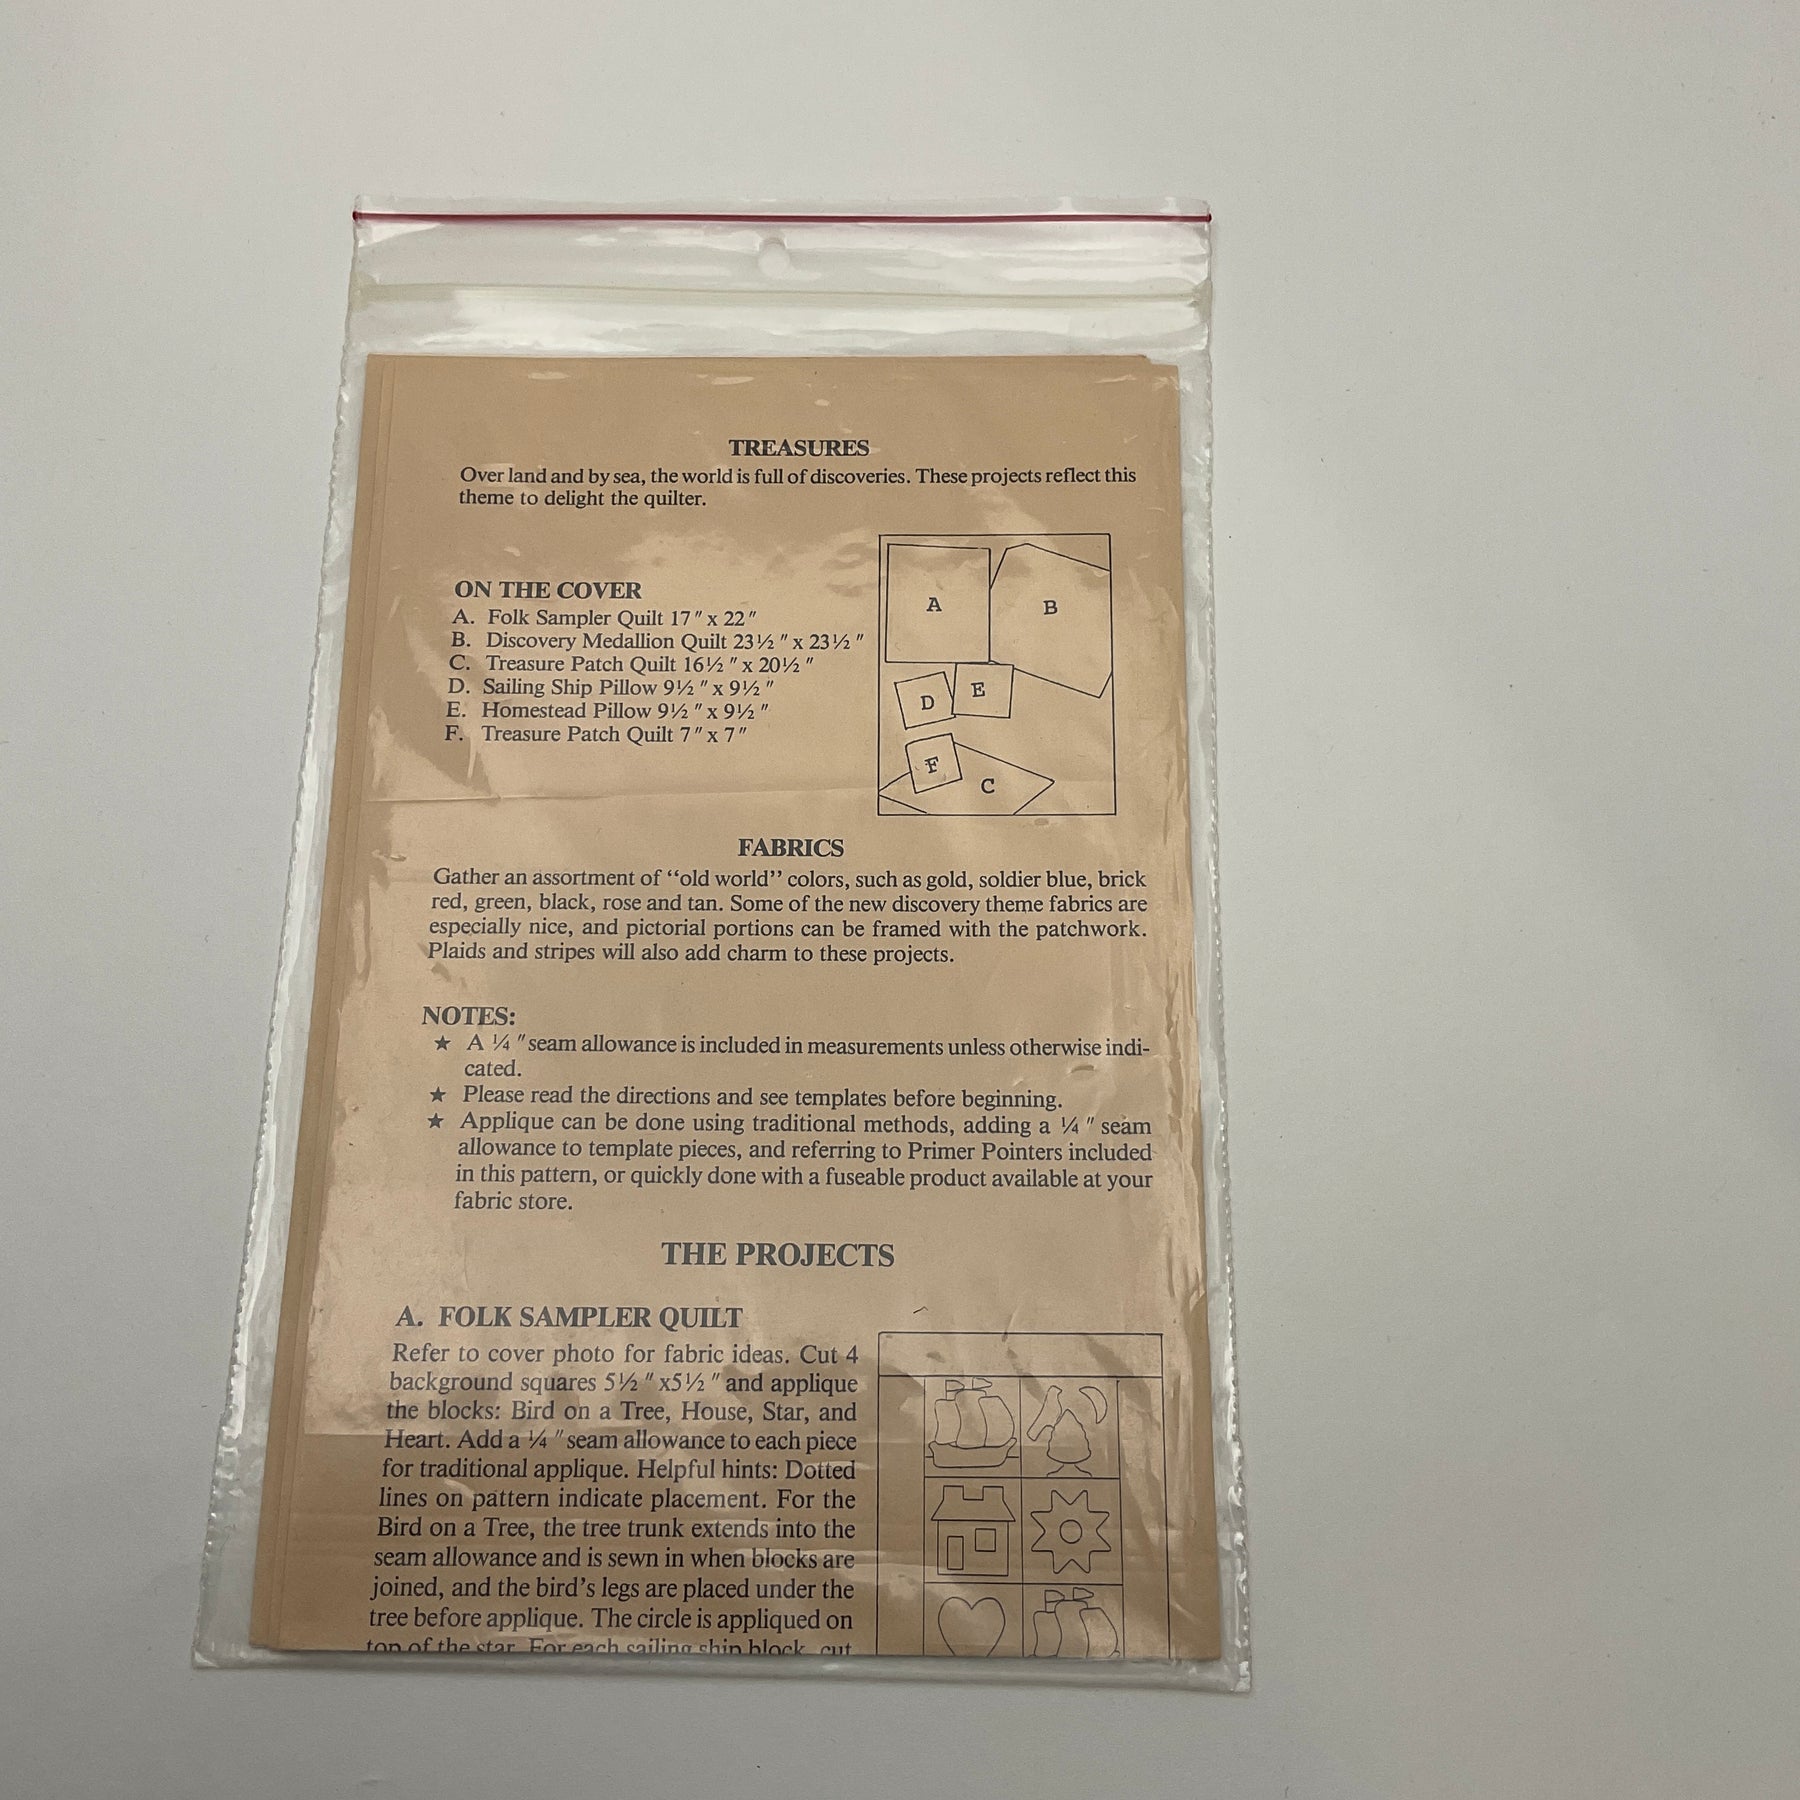 TREASURES
Over land and by sea, the world is full of discoveries. These projects reflect this
theme to delight the quilter.
ON THE COVER
A. Folk Sampler Quilt 17" x 22"
B. Discovery Medallion Quilt 23½" x 23½"
C. Treasure Patch Quilt 16½" x 20½"
D. Sailing Ship Pillow 9½" x 9½"
E. Homestead Pillow 9½" x 9½"
F. Treasure Patch Quilt 7" x 7"
A
B
D
E
F
C
FABRICS
Gather an assortment of “old world” colors, such as gold, soldier blue, brick
red, green, black, rose and tan. Some of the new discovery theme fabrics are
especially nice, and pictorial portions can be framed with the patchwork.
Plaids and stripes will also add charm to these projects.
NOTES:
★ A ¼" seam allowance is included in measurements unless otherwise indi-
cated.
★ Please read the directions and see templates before beginning.
★ Applique can be done using traditional methods, adding a ¼" seam
allowance to template pieces, and referring to Primer Pointers included
in this pattern, or quickly done with a fuseable product available at your
fabric store.
THE PROJECTS
A. FOLK SAMPLER QUILT
Refer to cover photo for fabric ideas. Cut 4
background squares 5½" x5½" and applique
the blocks: Bird on a Tree, House, Star, and
Heart. Add a ¼" seam allowance to each piece
for traditional applique. Helpful hints: Dotted
lines on pattern indicate placement. For the
Bird on a Tree, the tree trunk extends into the
seam allowance and is sewn in when blocks are
joined, and the bird's legs are placed under the
tree before applique. The circle is appliqued on
top of the star. For each sailing ship block, cut